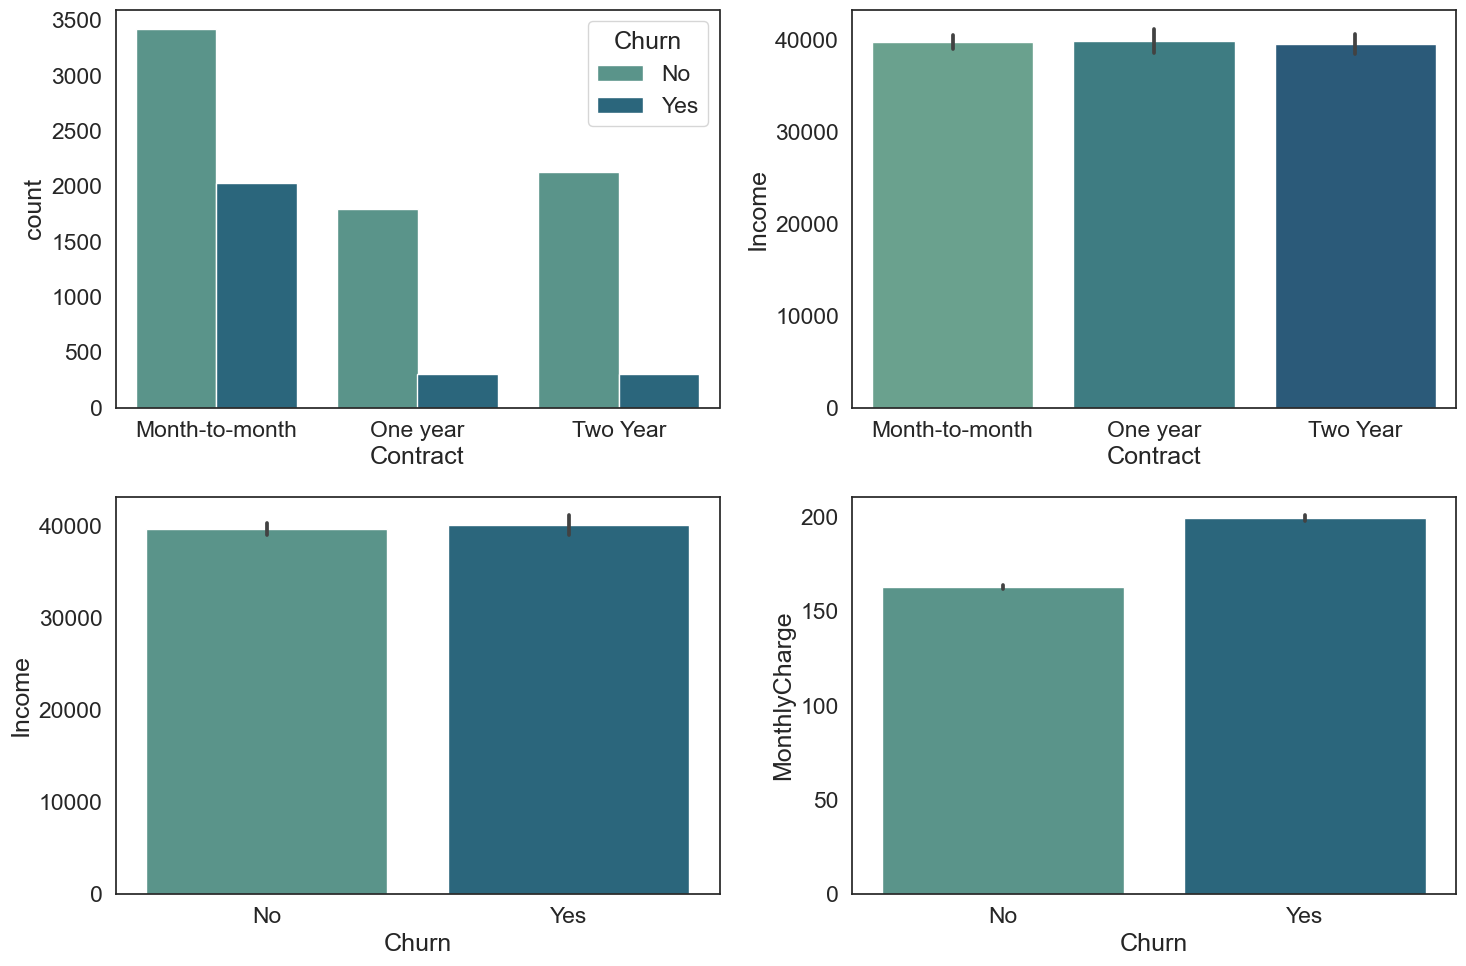 3500
3000
2500
2000
1500
1000
500
0
count
Churn
No
Yes
Month-to-month One year Two Year
Contract
40000
30000
20000
10000
0
Income
Month-to-month One year Two Year
Contract
40000
30000
20000
10000
0
Income
No Yes
Churn
200
150
100
50
0
MonthlyCharge
No Yes
Churn